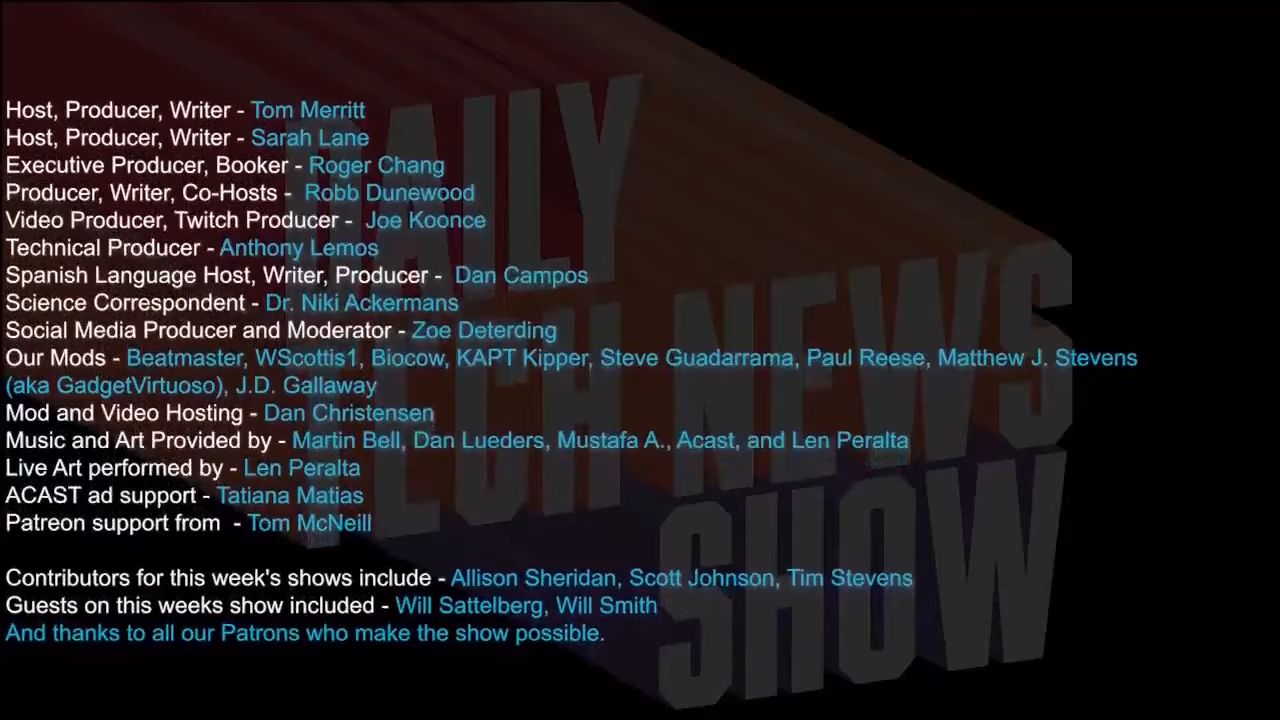 DAILY
TECH NEWS
SHOW
Host, Producer, Writer - Tom Merritt
Host, Producer, Writer - Sarah Lane
Executive Producer, Booker - Roger Chang
Producer, Writer, Co-Hosts -  Robb Dunewood
Video Producer, Twitch Producer -  Joe Koonce
Technical Producer - Anthony Lemos
Spanish Language Host, Writer, Producer -  Dan Campos
Science Correspondent - Dr. Niki Ackermans
Social Media Producer and Moderator - Zoe Deterding
Our Mods - Beatmaster, WScottis1, Biocow, KAPT Kipper, Steve Guadarrama, Paul Reese, Matthew J. Stevens
(aka GadgetVirtuoso), J.D. Gallaway
Mod and Video Hosting - Dan Christensen
Music and Art Provided by - Martin Bell, Dan Lueders, Mustafa A., Acast, and Len Peralta
Live Art performed by - Len Peralta
ACAST ad support - Tatiana Matias
Patreon support from  - Tom McNeill
Contributors for this week's shows include - Allison Sheridan, Scott Johnson, Tim Stevens
Guests on this weeks show included - Will Sattelberg, Will Smith
And thanks to all our Patrons who make the show possible.